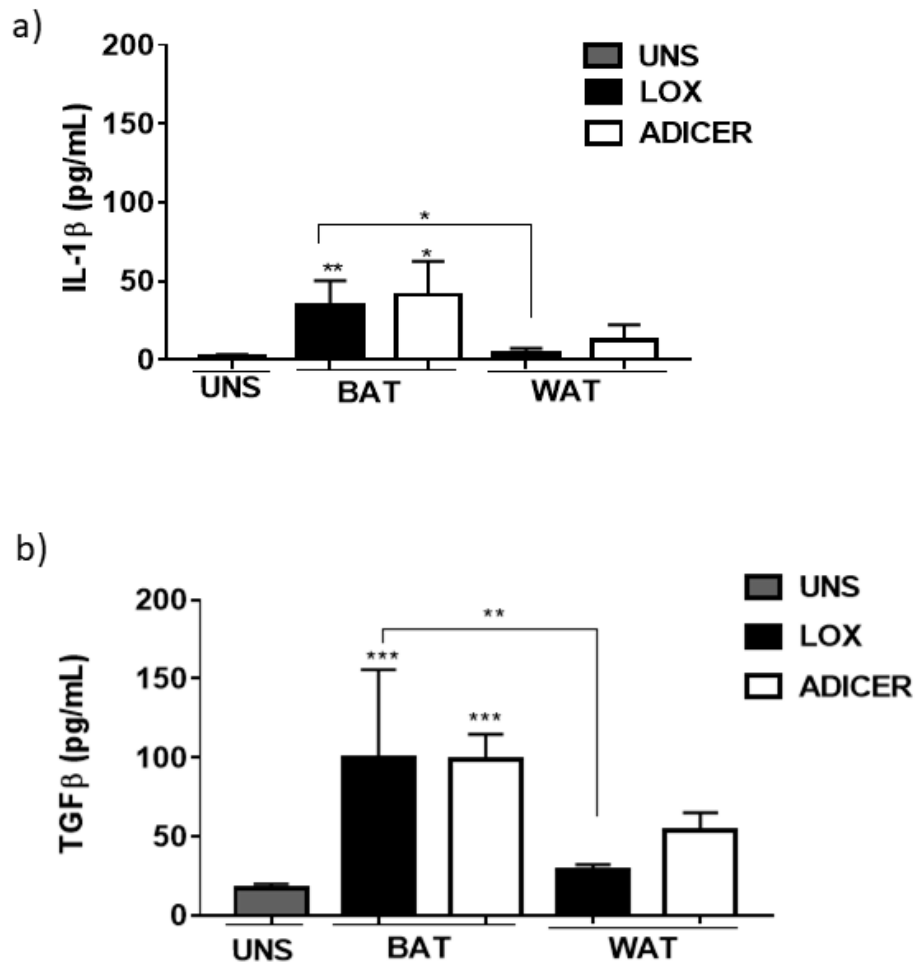 a)
200
150
100
50
0
IL-1β (pg/mL)
UNS
LOX
ADICER
*
**
*
UNS
BAT
WAT
b)
200
150
100
50
0
TGFβ (pg/mL)
UNS
LOX
ADICER
**
***
***
UNS
BAT
WAT